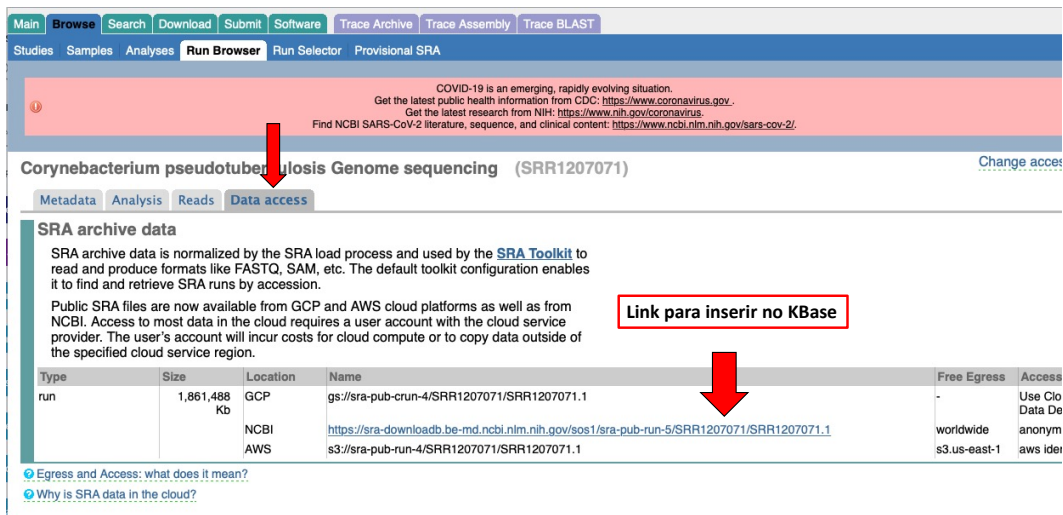 Main Browse Search Download Submit Software Trace Archive Trace Assembly Trace BLAST
Studies Samples Analyses Run Browser Run Selector Provisional SRA
COVID-19 is an emerging, rapidly evolving situation.
Get the latest public health information from CDC: https://www.coronavirus.gov .
Get the latest research from NIH: https://www.nih.gov/coronavirus.
Find NCBI SARS-CoV-2 literature, sequence, and clinical content: https://www.ncbi.nlm.nih.gov/sars-cov-2/.
Change acces
Corynebacterium pseudotuber ulosis Genome sequencing (SRR1207071)
Metadata Analysis Reads Data access
SRA archive data
SRA archive data is normalized by the SRA load process and used by the SRA Toolkit to
read and produce formats like FASTQ, SAM, etc. The default toolkit configuration enables
it to find and retrieve SRA runs by accession.
Public SRA files are now available from GCP and AWS cloud platforms as well as from
NCBI. Access to most data in the cloud requires a user account with the cloud service
provider. The user's account will incur costs for cloud compute or to copy data outside of
the specified cloud service region.
Link para inserir no KBase
Type Size Location Name Free Egress Access
run 1,861,488 GCP gs://sra-pub-crun-4/SRR1207071/SRR1207071.1 - Use Clo
Kb Data De
NCBI https://sra-downloadb.be-md.ncbi.nlm.nih.gov/sos1/sra-pub-run-5/SRR1207071/SRR1207071.1 worldwide anonym
AWS s3://sra-pub-run-4/SRR1207071/SRR1207071.1 s3.us-east-1 aws iden
Egress and Access: what does it mean?
Why is SRA data in the cloud?